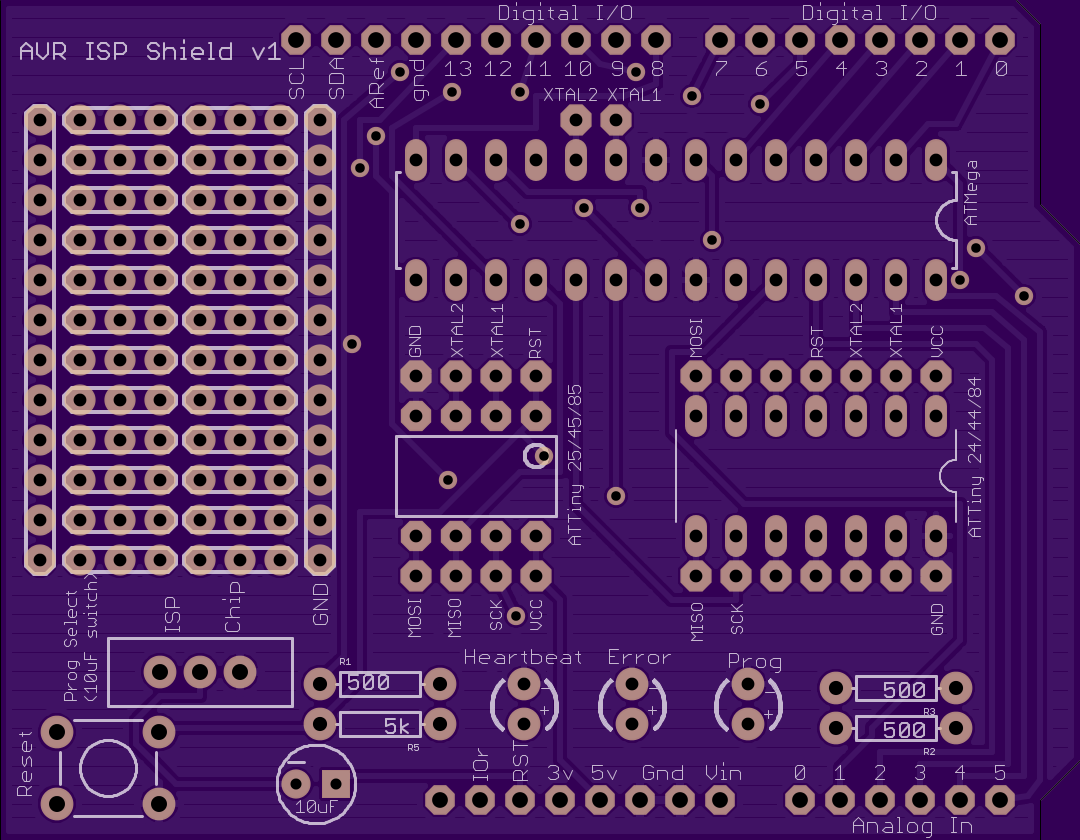 Digital I/O Digital I/O
AVR ISP Shield v1
SCL SDA ARef gnd 13 12 11 10 9 8 7 6 5 4 3 2 1 0
XTAL2 XTAL1
ATMega
GND XTAL2 XTAL1 RST MOSI RST XTAL2 XTAL1 VCC
ATTiny 25/45/85
ATTiny 24/44/84
Prog Select
(10uF switch)
ISP Chip GND
MOSI MISO SCK VCC MISO SCK GND
Heartbeat Error Prog
R1
500
500
R3
5k
R5
500
R2
- - -
+ + +
Reset
10uF
IOr RST 3v 5v Gnd Vin 0 1 2 3 4 5
Analog In